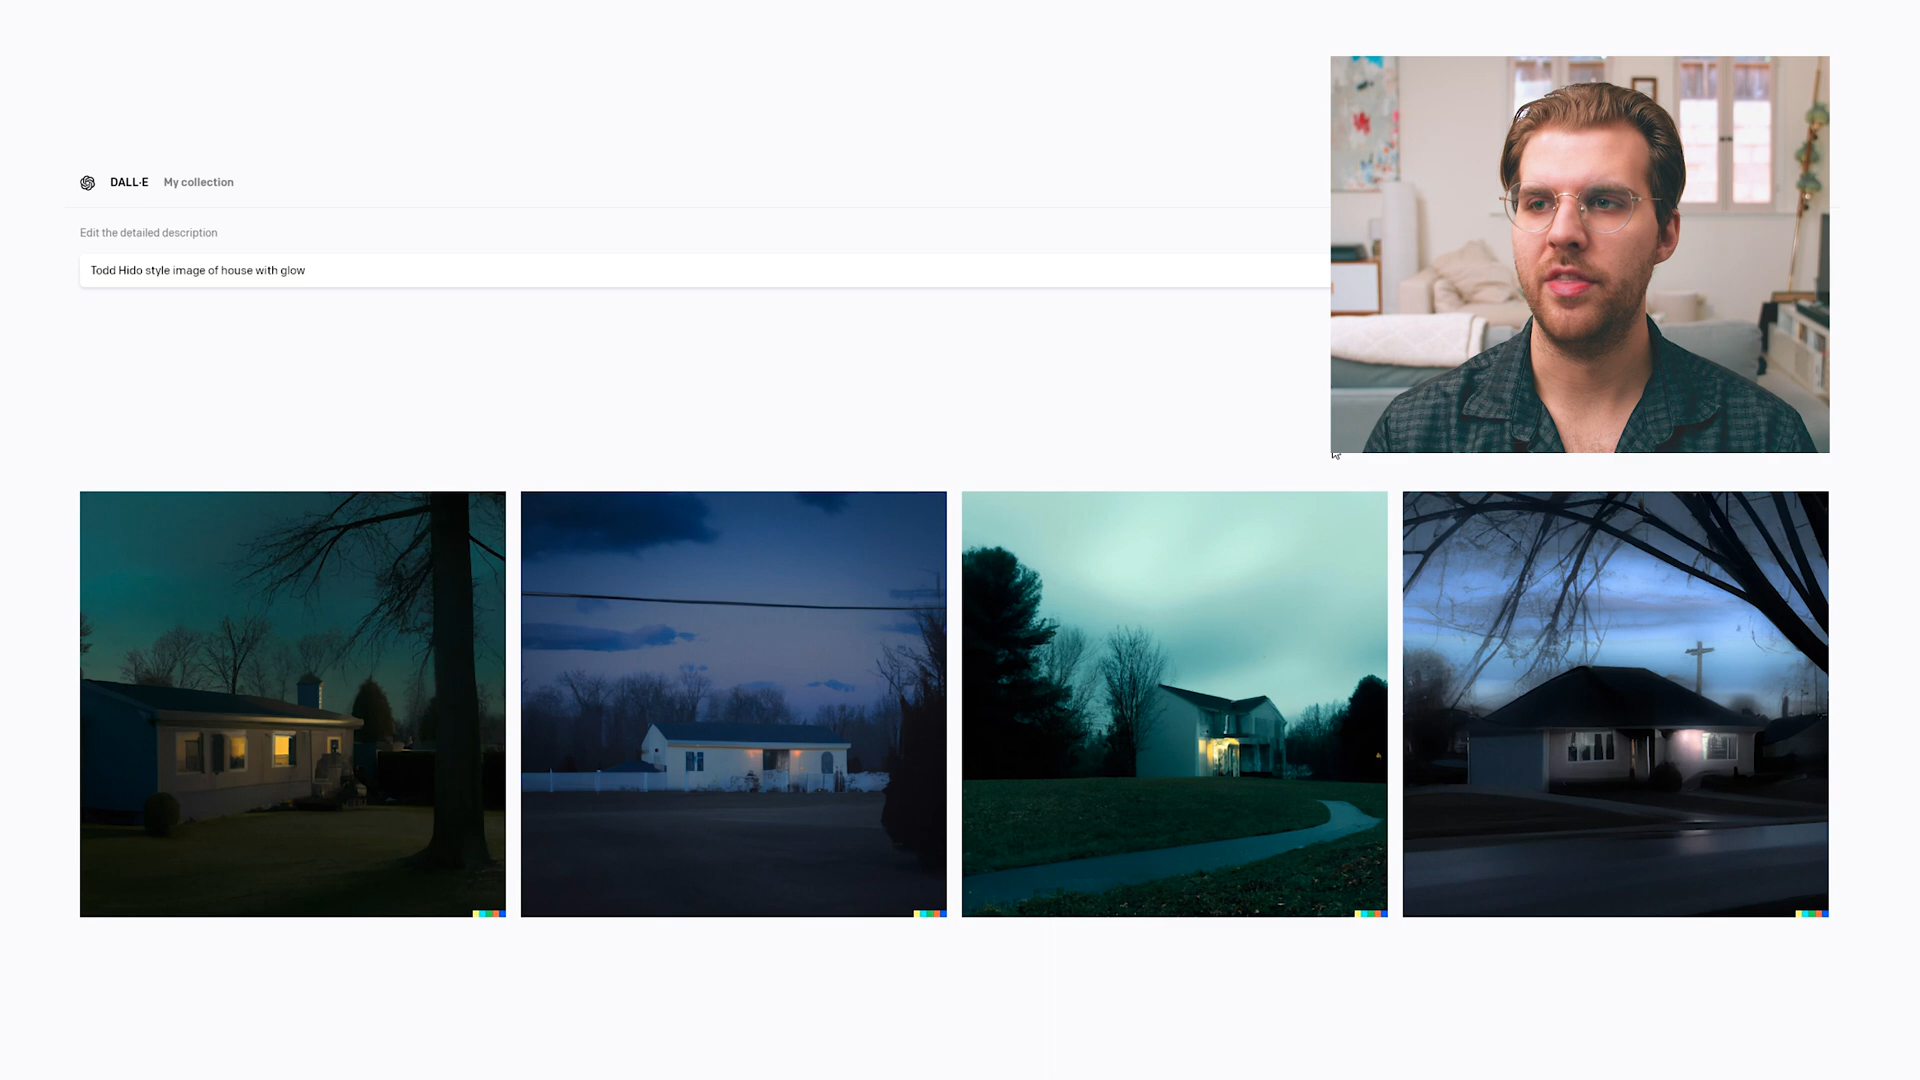 DALL·E My collection
Edit the detailed description
Todd Hido style image of house with glow